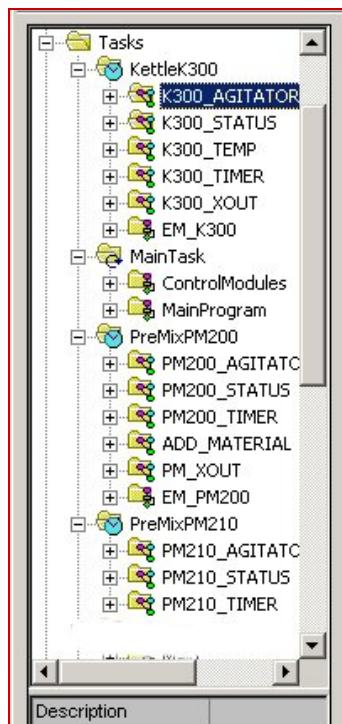 Tasks
KettleK300
K300_AGITATOR
K300_STATUS
K300_TEMP
K300_TIMER
K300_XOUT
EM_K300
MainTask
ControlModules
MainProgram
PreMixPM200
PM200_AGITATC
PM200_STATUS
PM200_TIMER
ADD_MATERIAL
PM_XOUT
EM_PM200
PreMixPM210
PM210_AGITATC
PM210_STATUS
PM210_TIMER
Description